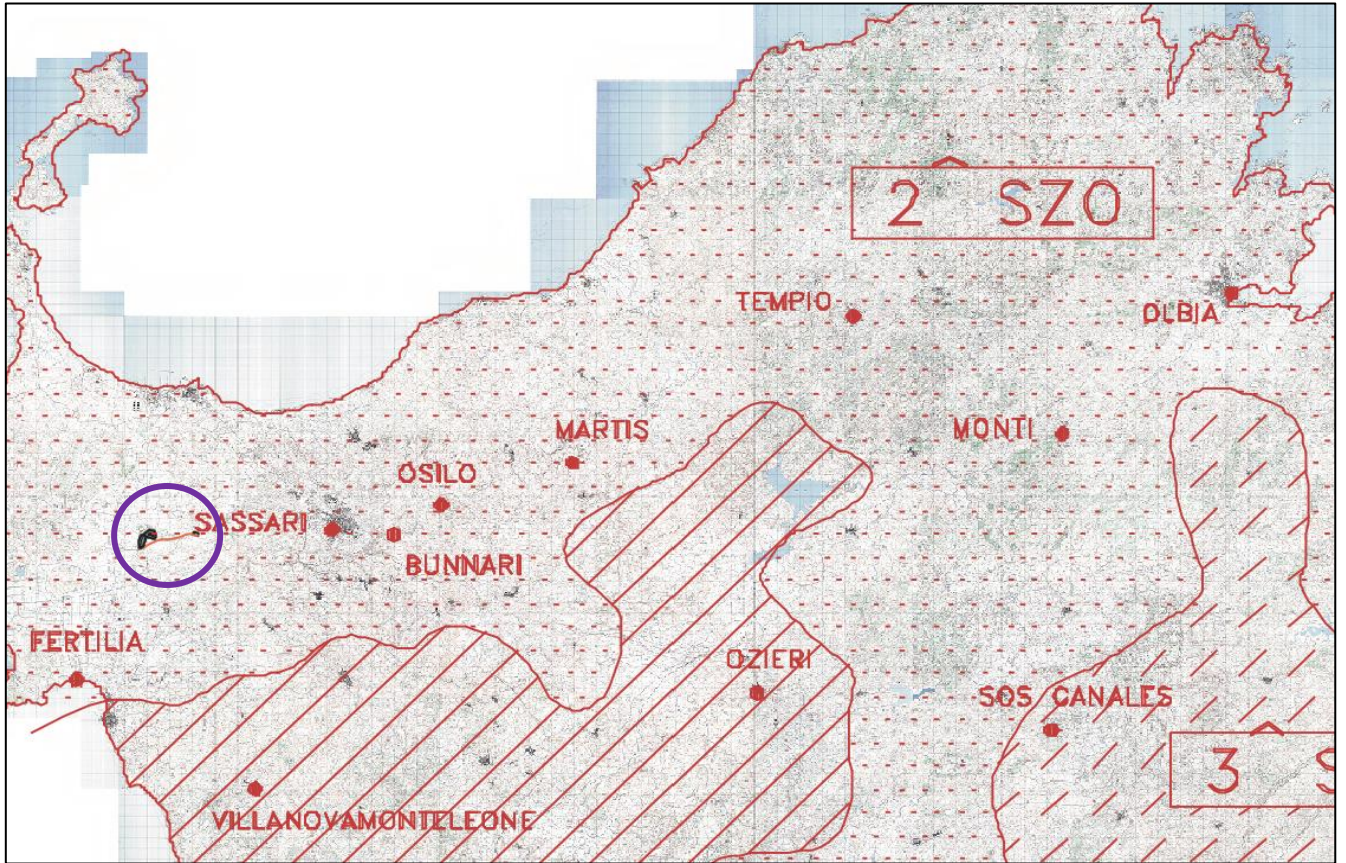 2 SZO
TEMPIO
OLBIA
MARTIS
MONTI
OSILO
SASSARI
BUNNARI
FERTILIA
OZIERI
SOS CANALES
3 S
VILLANOVAMONTELEONE